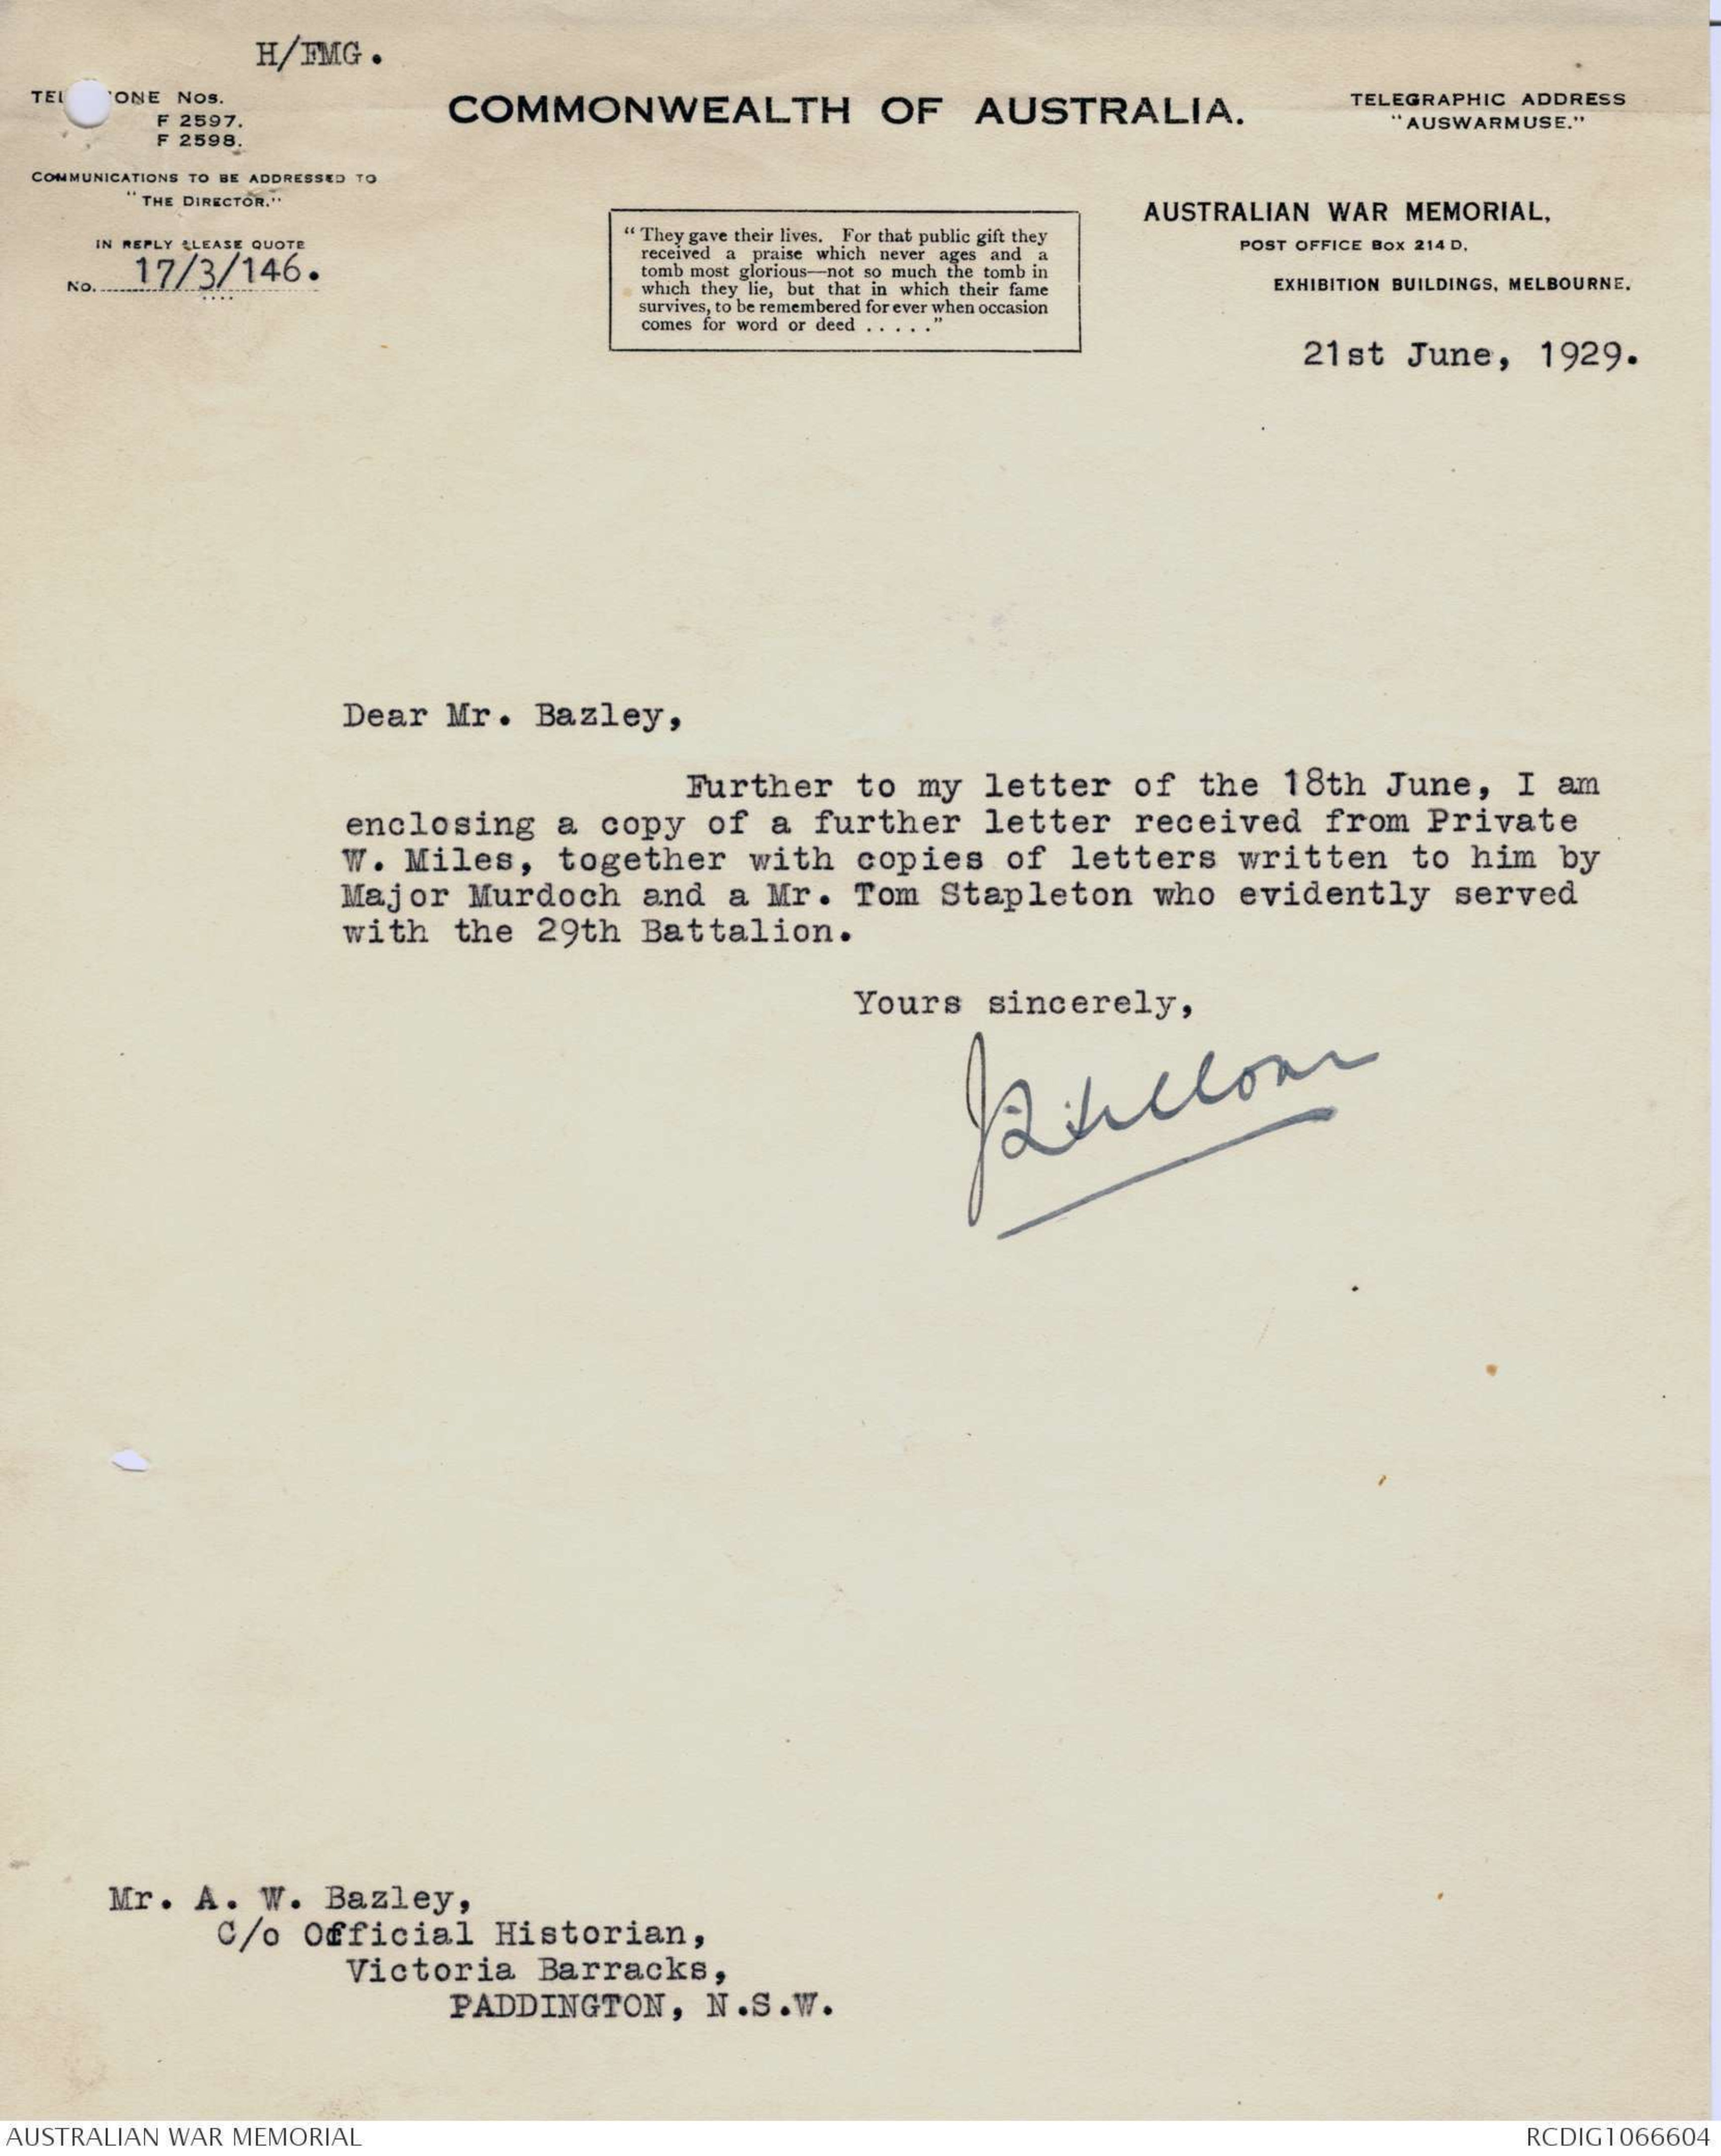 H/FMG.
TEL ONE Nos.
F 2597.
F 2598.
COMMUNICATIONS TO BE ADDRESSED TO
"THE DIRECTOR."
IN REPLY PLEASE QUOTE
No. 17/3/146.
COMMONWEALTH OF AUSTRALIA.
TELEGRAPHIC ADDRESS
"AUSWARMUSE."
"They gave their lives. For that public gift they
received a praise which never ages and a
tomb most glorious—not so much the tomb in
which they lie, but that in which their fame
survives, to be remembered for ever when occasion
comes for word or deed ....."
AUSTRALIAN WAR MEMORIAL,
POST OFFICE BOX 214 D,
EXHIBITION BUILDINGS, MELBOURNE.
21st June, 1929.
Dear Mr. Bazley,
Further to my letter of the 18th June, I am
enclosing a copy of a further letter received from Private
W. Miles, together with copies of letters written to him by
Major Murdoch and a Mr. Tom Stapleton who evidently served
with the 29th Battalion.
Yours sincerely,
Mr. A. W. Bazley,
C/o Official Historian,
Victoria Barracks,
PADDINGTON, N.S.W.
AUSTRALIAN WAR MEMORIAL
RCDIG1066604